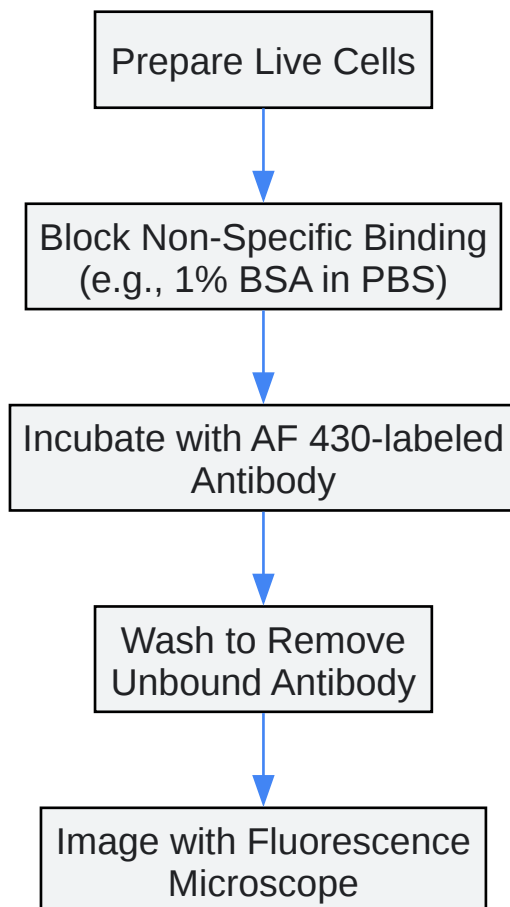 Prepare Live Cells
Block Non-Specific Binding
(e.g., 1% BSA in PBS)
Incubate with AF 430-labeled
Antibody
Wash to Remove
Unbound Antibody
Image with Fluorescence
Microscope